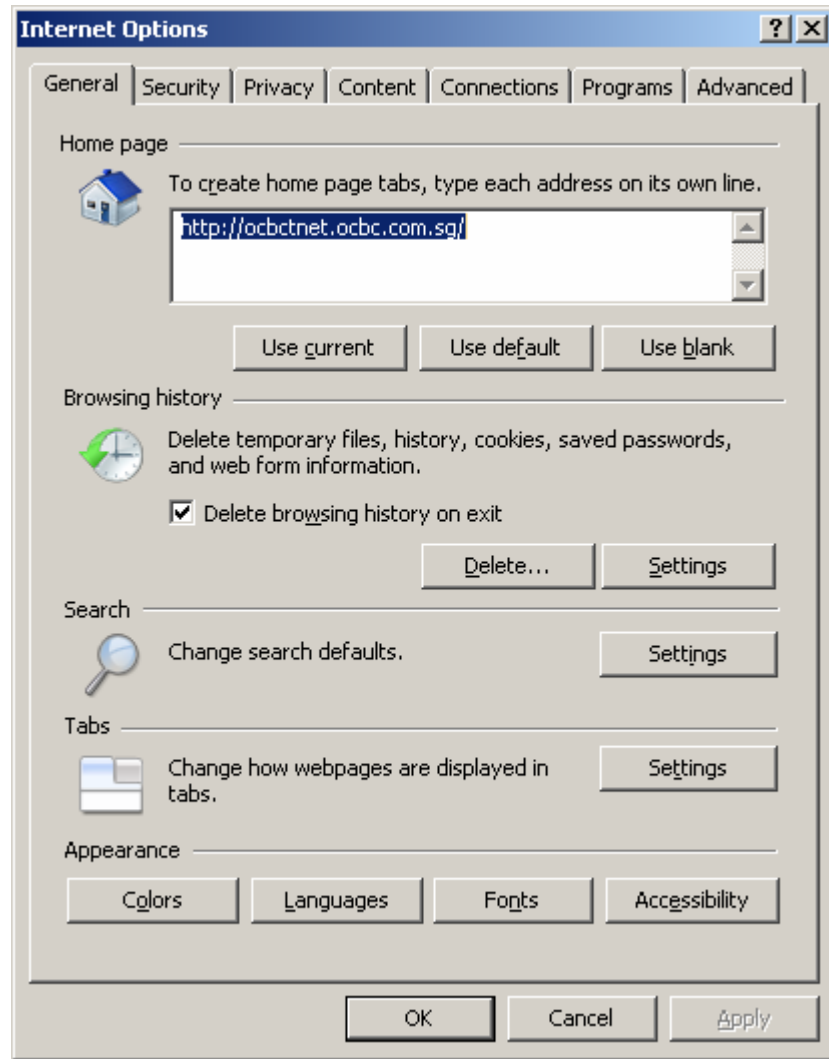 Internet Options
General Security Privacy Content Connections Programs Advanced
Home page
To create home page tabs, type each address on its own line.
http://ocbctnet.ocbc.com.sg/
Use current Use default Use blank
Browsing history
Delete temporary files, history, cookies, saved passwords,
and web form information.
Delete browsing history on exit
Delete... Settings
Search
Change search defaults. Settings
Tabs
Change how webpages are displayed in Settings
tabs.
Appearance
Colors Languages Fonts Accessibility
OK Cancel Apply